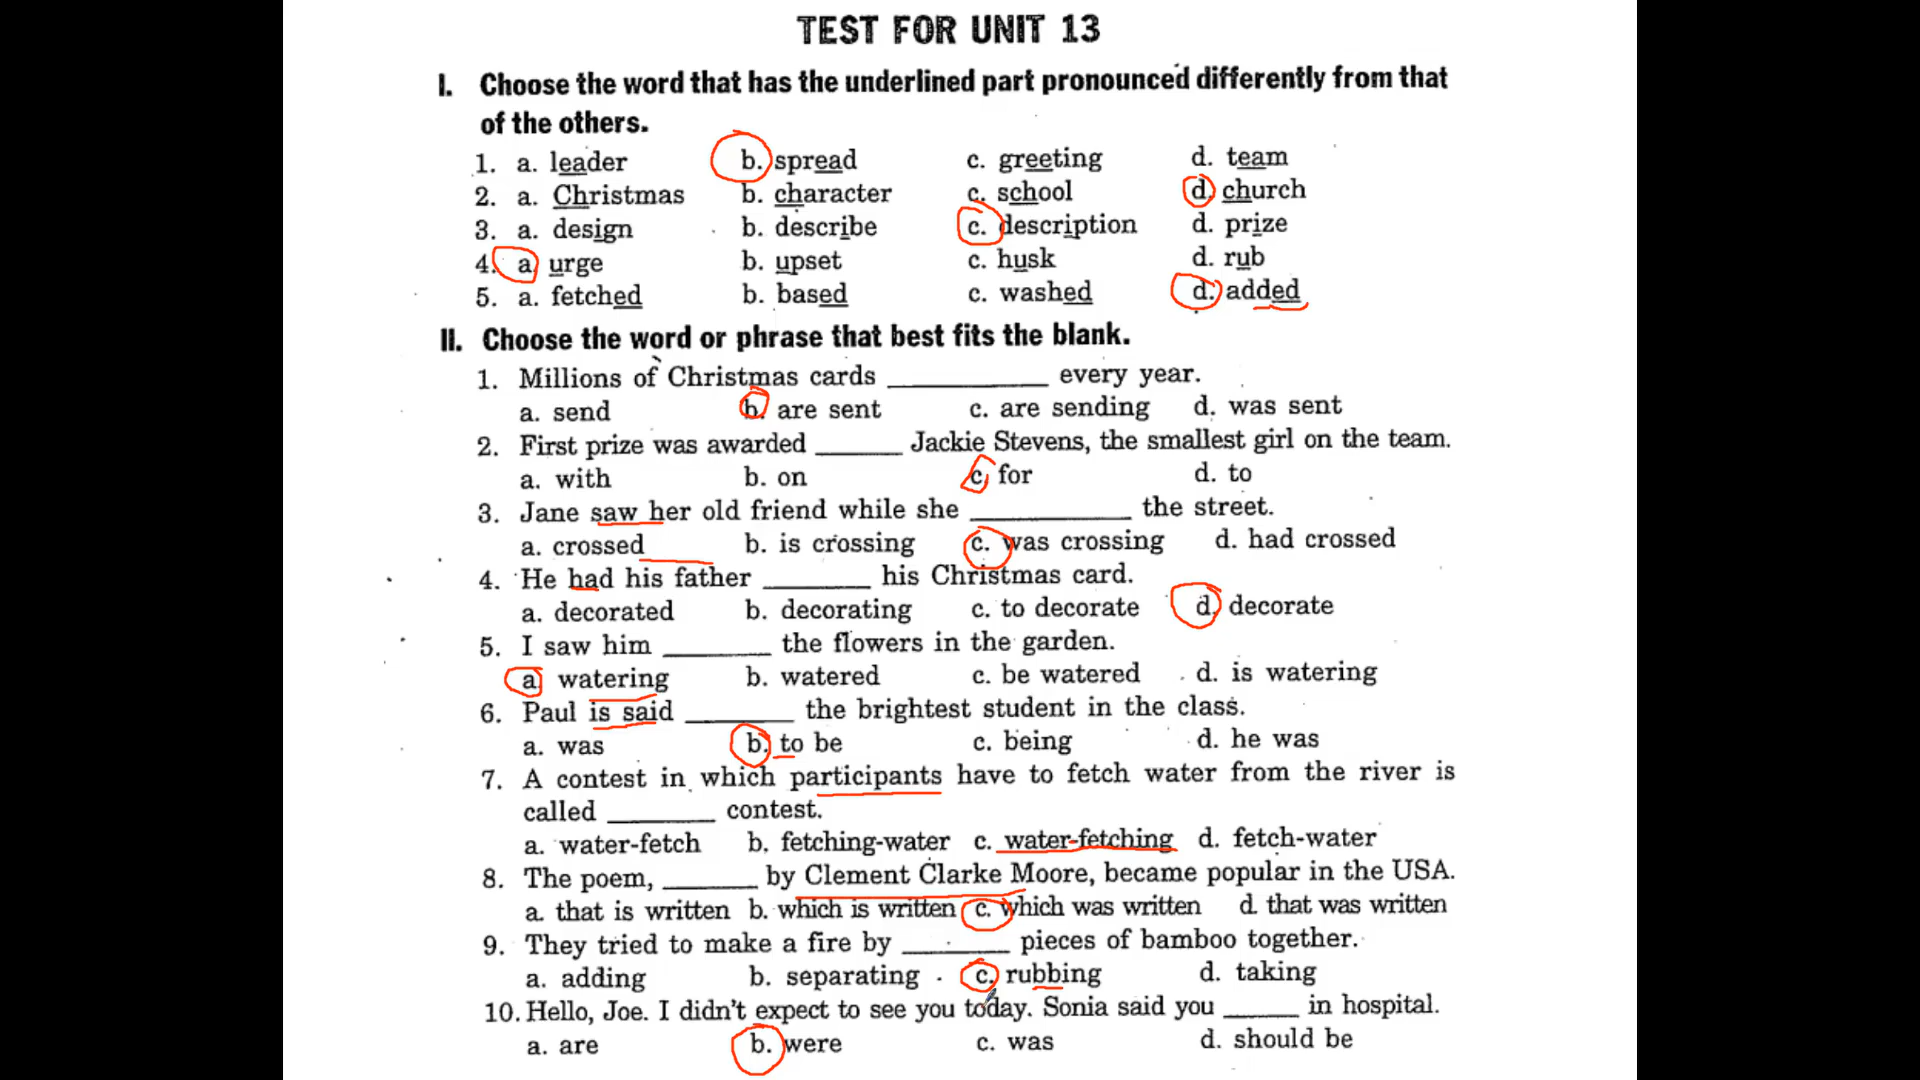 TEST FOR UNIT 13
I. Choose the word that has the underlined part pronounced differently from that
of the others.
1. a. leader b. spread c. greeting d. team
2. a. Christmas b. character c. school d. church
3. a. design b. describe c. description d. prize
4. a. urge b. upset c. husk d. rub
5. a. fetched b. based c. washed d. added
II. Choose the word or phrase that best fits the blank.
1. Millions of Christmas cards __________ every year.
a. send b. are sent c. are sending d. was sent
2. First prize was awarded ______ Jackie Stevens, the smallest girl on the team.
a. with b. on c. for d. to
3. Jane saw her old friend while she __________ the street.
a. crossed b. is crossing c. was crossing d. had crossed
4. He had his father _______ his Christmas card.
a. decorated b. decorating c. to decorate d. decorate
5. I saw him _______ the flowers in the garden.
a. watering b. watered c. be watered d. is watering
6. Paul is said _______ the brightest student in the class.
a. was b. to be c. being d. he was
7. A contest in which participants have to fetch water from the river is
called _______ contest.
a. water-fetch b. fetching-water c. water-fetching d. fetch-water
8. The poem, ______ by Clement Clarke Moore, became popular in the USA.
a. that is written b. which is written c. which was written d. that was written
9. They tried to make a fire by _______ pieces of bamboo together.
a. adding b. separating c. rubbing d. taking
10. Hello, Joe. I didn't expect to see you today. Sonia said you _____ in hospital.
a. are b. were c. was d. should be